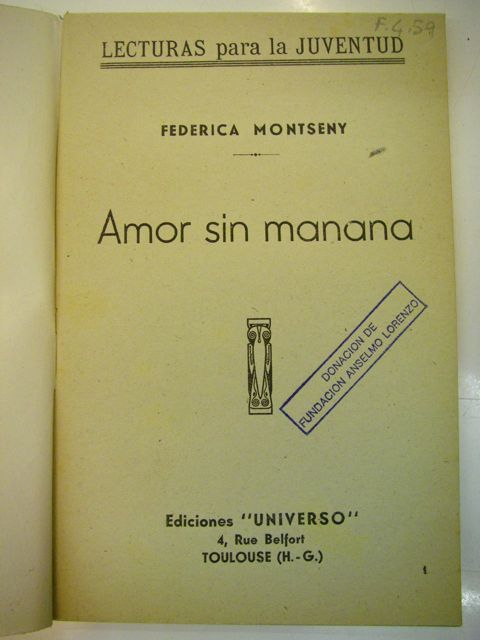 F.G.59
LECTURAS para la JUVENTUD
FEDERICA MONTSENY
Amor sin manana
DONACION DE
FUNDACION ANSELMO LORENZO
Ediciones "UNIVERSO"
4, Rue Belfort
TOULOUSE (H.-G.)
1